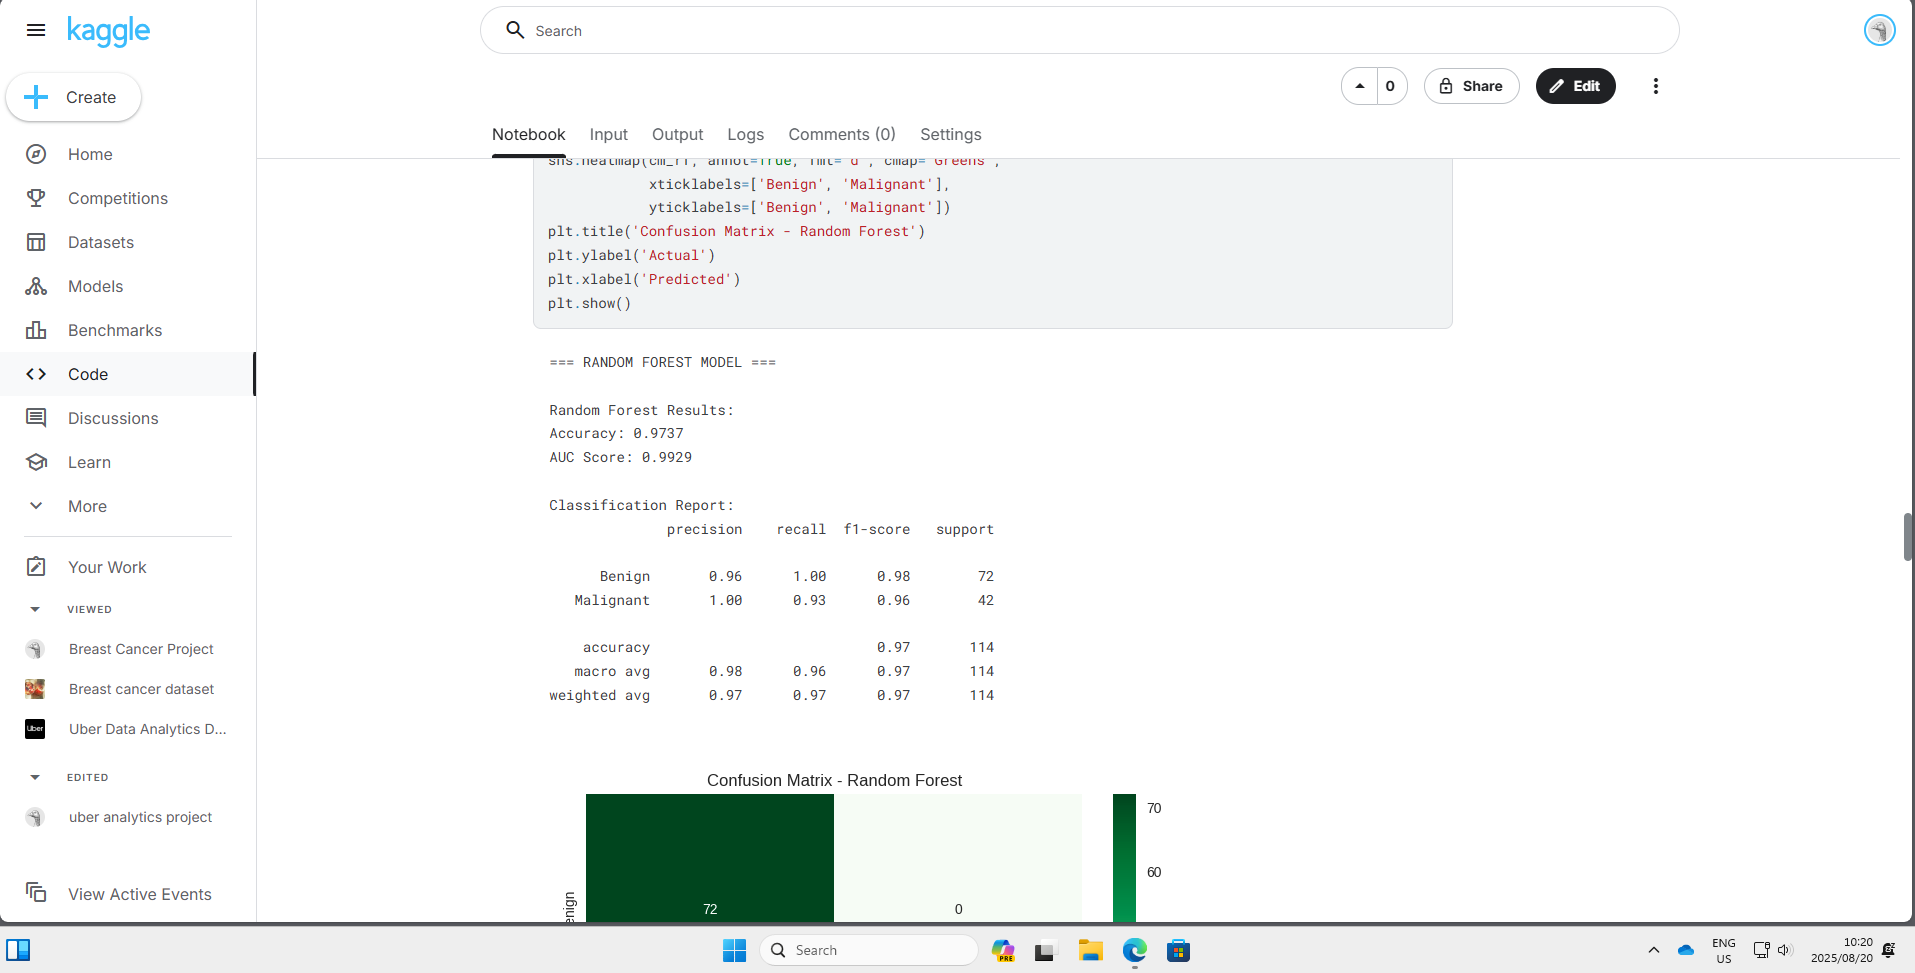 kaggle
Search
Create
0
Share
Edit
Notebook Input Output Logs Comments (0) Settings
Home
Competitions
Datasets
Models
Benchmarks
Code
Discussions
Learn
More
Your Work
VIEWED
Breast Cancer Project
Breast cancer dataset
Uber
Uber Data Analytics D...
EDITED
uber analytics project
View Active Events
sns.heatmap(cm_rf, annot=True, fmt='d', cmap='Greens',
xticklabels=['Benign', 'Malignant'],
yticklabels=['Benign', 'Malignant'])
plt.title('Confusion Matrix - Random Forest')
plt.ylabel('Actual')
plt.xlabel('Predicted')
plt.show()
=== RANDOM FOREST MODEL ===
Random Forest Results:
Accuracy: 0.9737
AUC Score: 0.9929
Classification Report:
precision recall f1-score support
Benign 0.96 1.00 0.98 72
Malignant 1.00 0.93 0.96 42
accuracy 0.97 114
macro avg 0.98 0.96 0.97 114
weighted avg 0.97 0.97 0.97 114
Confusion Matrix - Random Forest
70
60
enign
72 0
Search
PRE
ENG
US
10:20
2025/08/20